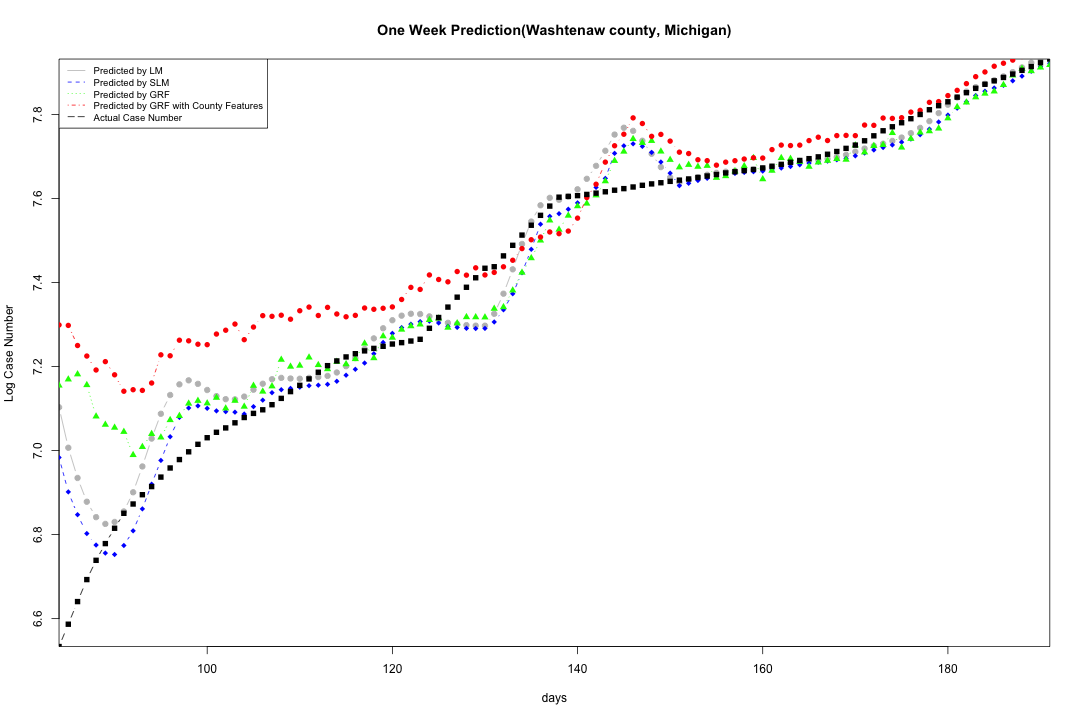 One Week Prediction(Washtenaw county, Michigan)
Predicted by LM
Predicted by SLM
Predicted by GRF
Predicted by GRF with County Features
Actual Case Number
Log Case Number
7.8
7.6
7.4
7.2
7.0
6.8
6.6
100 120 140 160 180
days